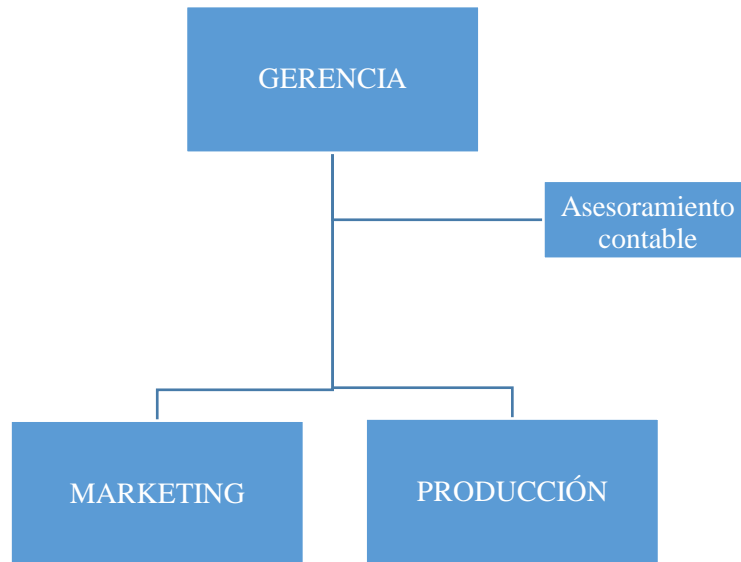 GERENCIA
Asesoramiento
contable
MARKETING
PRODUCCIÓN